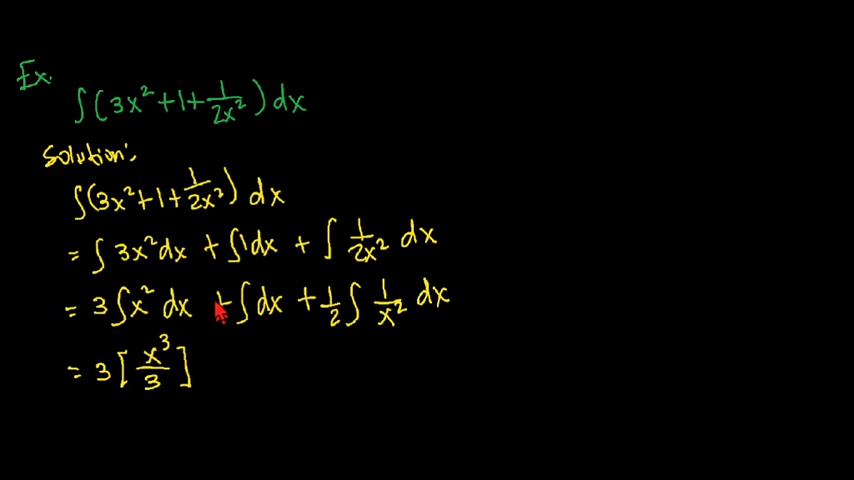 Ex.
∫(3x²+1+1/2x²)dx
Solution:
∫(3x²+1+1/2x²)dx
= ∫3x²dx + ∫1dx + ∫1/2x² dx
= 3∫x² dx + ∫dx + 1/2∫1/x² dx
= 3[x³/3]